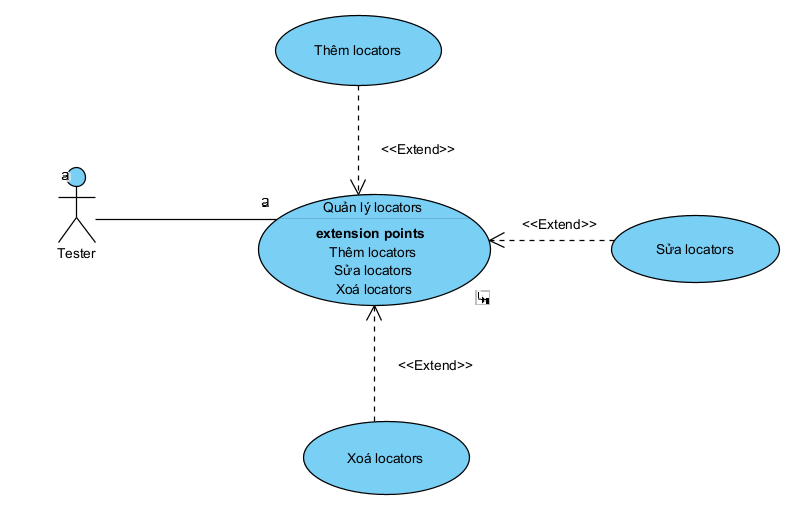 Thêm locators
<<Extend>>
a
a
Quản lý locators
extension points
Thêm locators
Sửa locators
Xoá locators
<<Extend>>
Sửa locators
Tester
<<Extend>>
Xoá locators